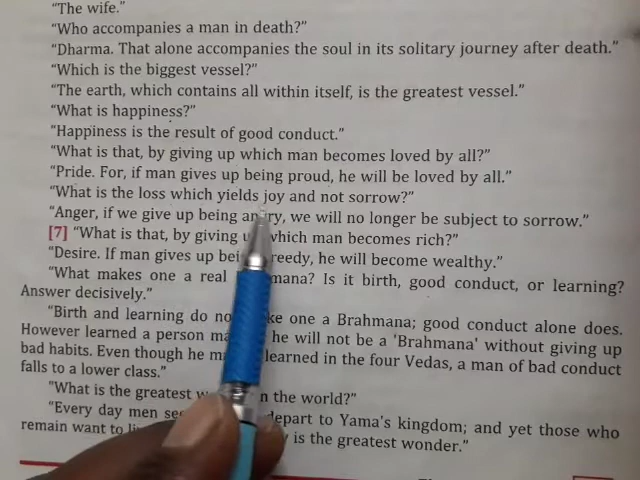 "The wife."
"Who accompanies a man in death?"
"Dharma. That alone accompanies the soul in its solitary journey after death."
"Which is the biggest vessel?"
"The earth, which contains all within itself, is the greatest vessel."
"What is happiness?"
"Happiness is the result of good conduct."
"What is that, by giving up which man becomes loved by all?"
"Pride. For, if man gives up being proud, he will be loved by all."
"What is the loss which yields joy and not sorrow?"
"Anger, if we give up being angry, we will no longer be subject to sorrow."
[7] "What is that, by giving up which man becomes rich?"
"Desire. If man gives up being greedy, he will become wealthy."
"What makes one a real mana? Is it birth, good conduct, or learning?
Answer decisively."
"Birth and learning do not ke one a Brahmana; good conduct alone does.
However learned a person ma he will not be a 'Brahmana' without giving up
bad habits. Even though he ma learned in the four Vedas, a man of bad conduct
falls to a lower class."
"What is the greatest w n the world?"
"Every day men see depart to Yama's kingdom; and yet those who
remain want to li is the greatest wonder."